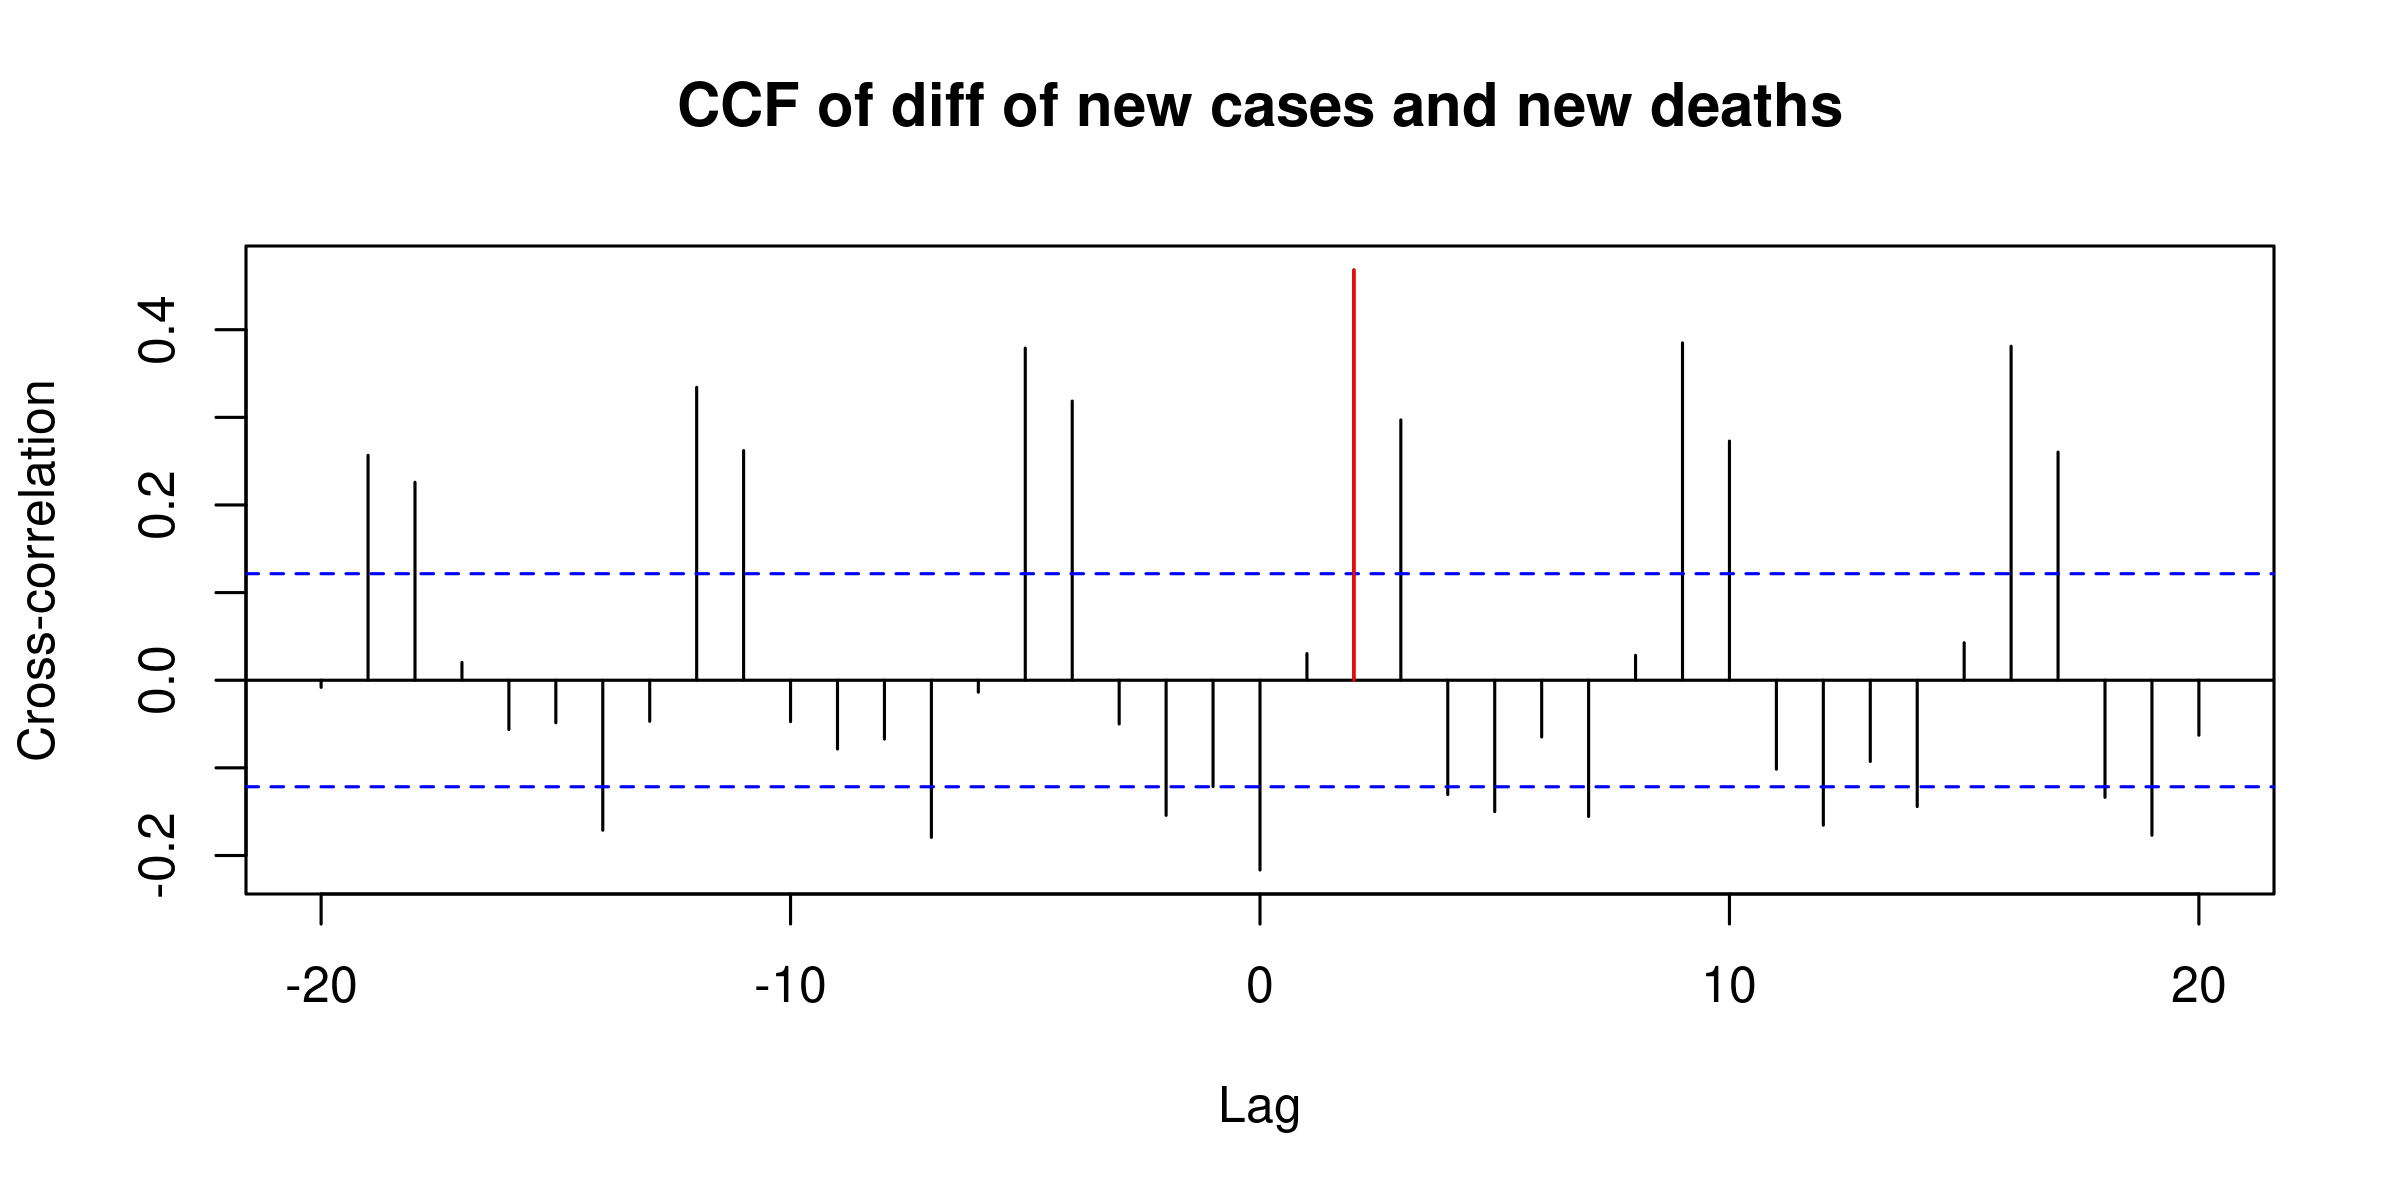 CCF of diff of new cases and new deaths
Cross-correlation
0.4
0.2
0.0
-0.2
-20 -10 0 10 20
Lag